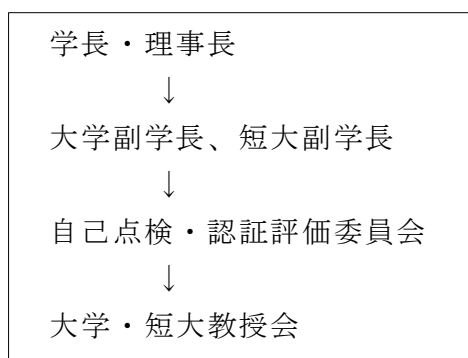 学長・理事長
↓
大学副学長、短大副学長
↓
自己点検・認証評価委員会
↓
大学・短大教授会